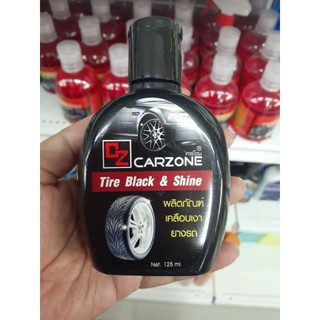 CZ
คาร์โซน
®
CARZONE
Tire Black & Shine
ผลิตภัณฑ์
เคลือบเงา
ยางรถ
Net. 125 ml.